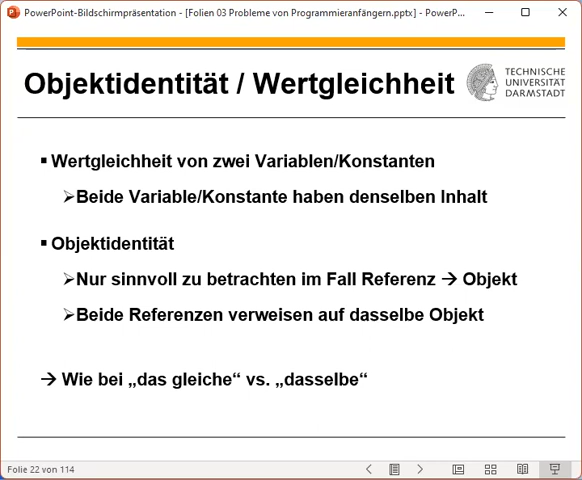 PowerPoint-Bildschirmpräsentation - [Folien 03 Probleme von Programmieranfängern.pptx] - PowerP...
Objektidentität / Wertgleichheit
TECHNISCHE
UNIVERSITÄT
DARMSTADT
▪ Wertgleichheit von zwei Variablen/Konstanten
➢Beide Variable/Konstante haben denselben Inhalt
▪ Objektidentität
➢Nur sinnvoll zu betrachten im Fall Referenz → Objekt
➢Beide Referenzen verweisen auf dasselbe Objekt
→ Wie bei „das gleiche“ vs. „dasselbe“
Folie 22 von 114